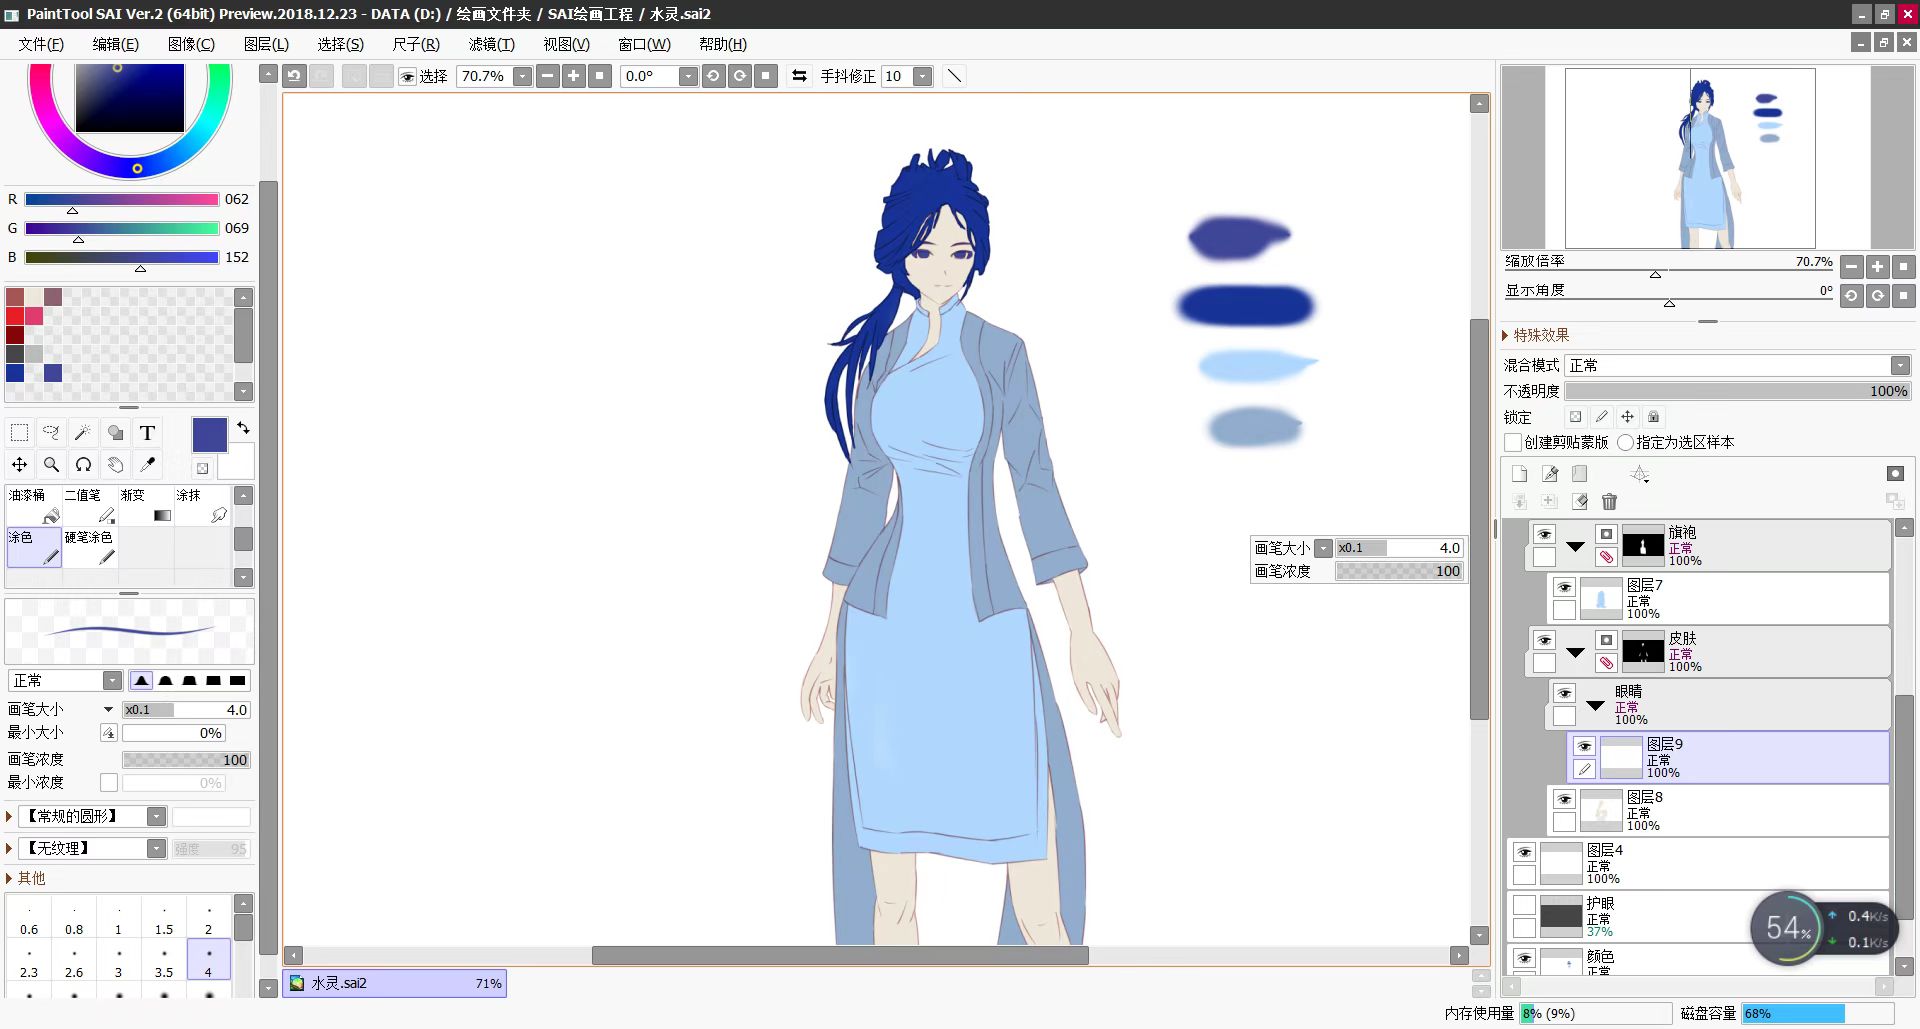 PaintTool SAI Ver.2 (64bit) Preview.2018.12.23 - DATA (D:) / 绘画文件夹 / SAI绘画工程 / 水灵.sai2
文件(F) 编辑(E) 图像(C) 图层(L) 选择(S) 尺子(R) 滤镜(T) 视图(V) 窗口(W) 帮助(H)
选择 70.7% 0.0° 手抖修正 10
R 062
G 069
B 152
T
油漆桶 二值笔 渐变 涂抹
涂色 硬笔涂色
正常
画笔大小 x0.1 4.0
最小大小 0%
画笔浓度 100
最小浓度 0%
【常规的圆形】
【无纹理】 强度 95
其他
0.6 0.8 1 1.5 2
2.3 2.6 3 3.5 4
画笔大小 x0.1 4.0
画笔浓度 100
水灵.sai2 71%
缩放倍率 70.7%
显示角度 0°
特殊效果
混合模式 正常
不透明度 100%
锁定
创建剪贴蒙版 指定为选区样本
旗袍
正常
100%
图层7
正常
100%
皮肤
正常
100%
眼睛
正常
100%
图层9
正常
100%
图层8
正常
100%
图层4
正常
100%
护眼
正常
37%
颜色
正常
54%
0.4K/s
0.1K/s
内存使用量 8% (9%) 磁盘容量 68%